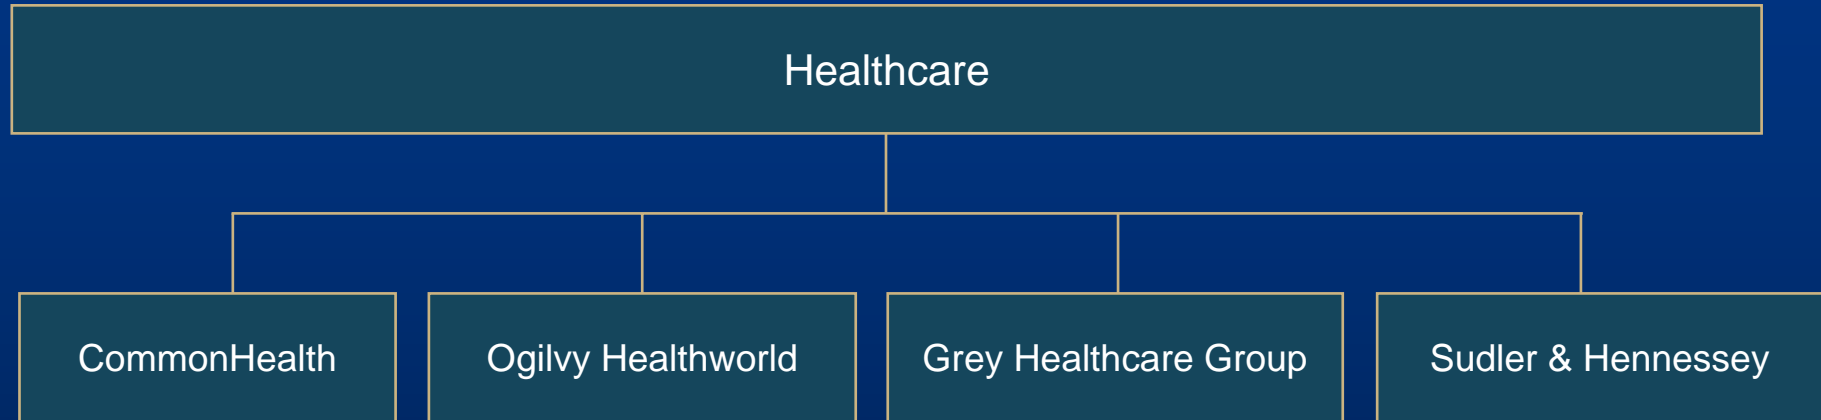 Healthcare
CommonHealth
Ogilvy Healthworld
Grey Healthcare Group
Sudler & Hennessey